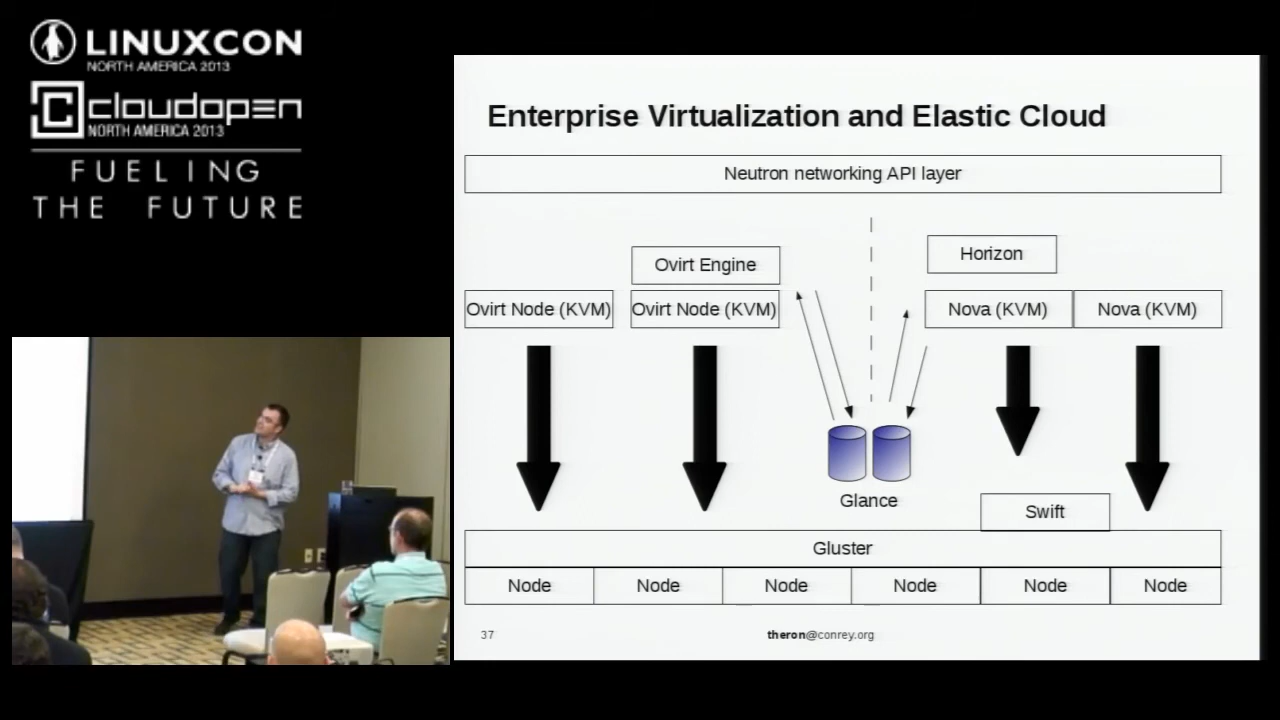 LINUXCON
NORTH AMERICA 2013
cloudopen
NORTH AMERICA 2013
FUELING
THE FUTURE
Enterprise Virtualization and Elastic Cloud
Neutron networking API layer
Ovirt Engine
Horizon
Ovirt Node (KVM)
Ovirt Node (KVM)
Nova (KVM)
Nova (KVM)
Glance
Swift
Gluster
Node
Node
Node
Node
Node
Node
37
theron@conrey.org